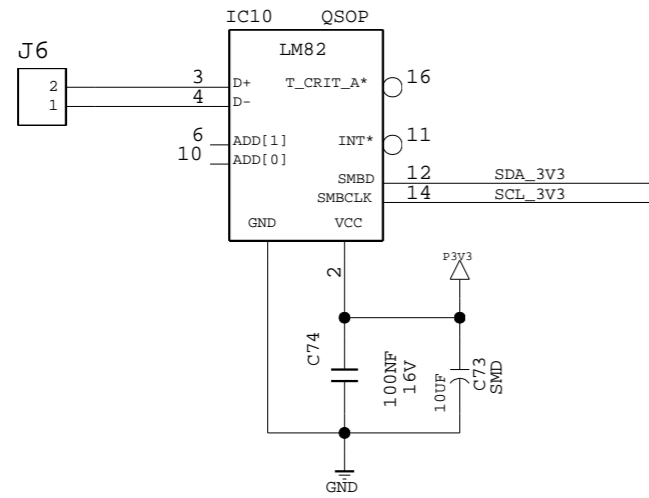 IC10 QSOP
J6
LM82
2 3 D+ T_CRIT_A* 16
1 4 D-
6 ADD[1] INT* 11
10 ADD[0]
SMBD 12 SDA_3V3
SMBCLK 14 SCL_3V3
GND VCC
2
P3V3
C74
100NF
16V
10UF
C73
SMD
GND